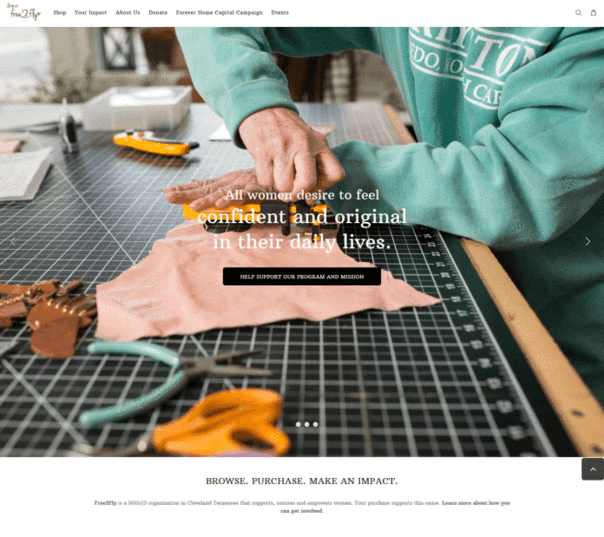 free2fly
Shop Your Impact About Us Donate Forever Home Capital Campaign Events
All women desire to feel
confident and original
in their daily lives.
HELP SUPPORT OUR PROGRAM AND MISSION
BROWSE. PURCHASE. MAKE AN IMPACT.
Free2Fly is a 501(c)3 organization in Cleveland Tennessee that supports, nutures and empowers women. Your purchase supports this cause. Learn more about how you
can get involved.